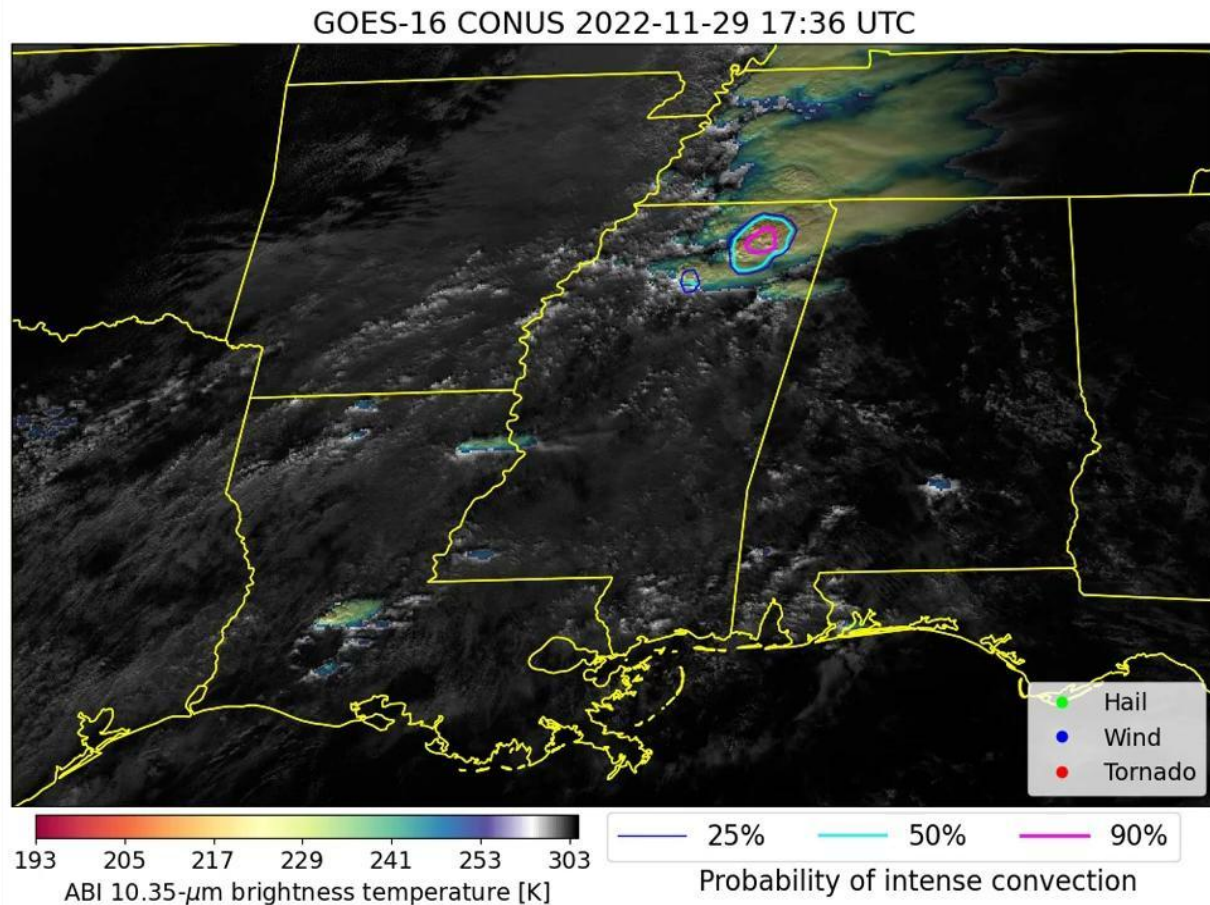 GOES-16 CONUS 2022-11-29 17:36 UTC
Hail
Wind
Tornado
193 205 217 229 241 253 303
ABI 10.35-μm brightness temperature [K]
25% 50% 90%
Probability of intense convection